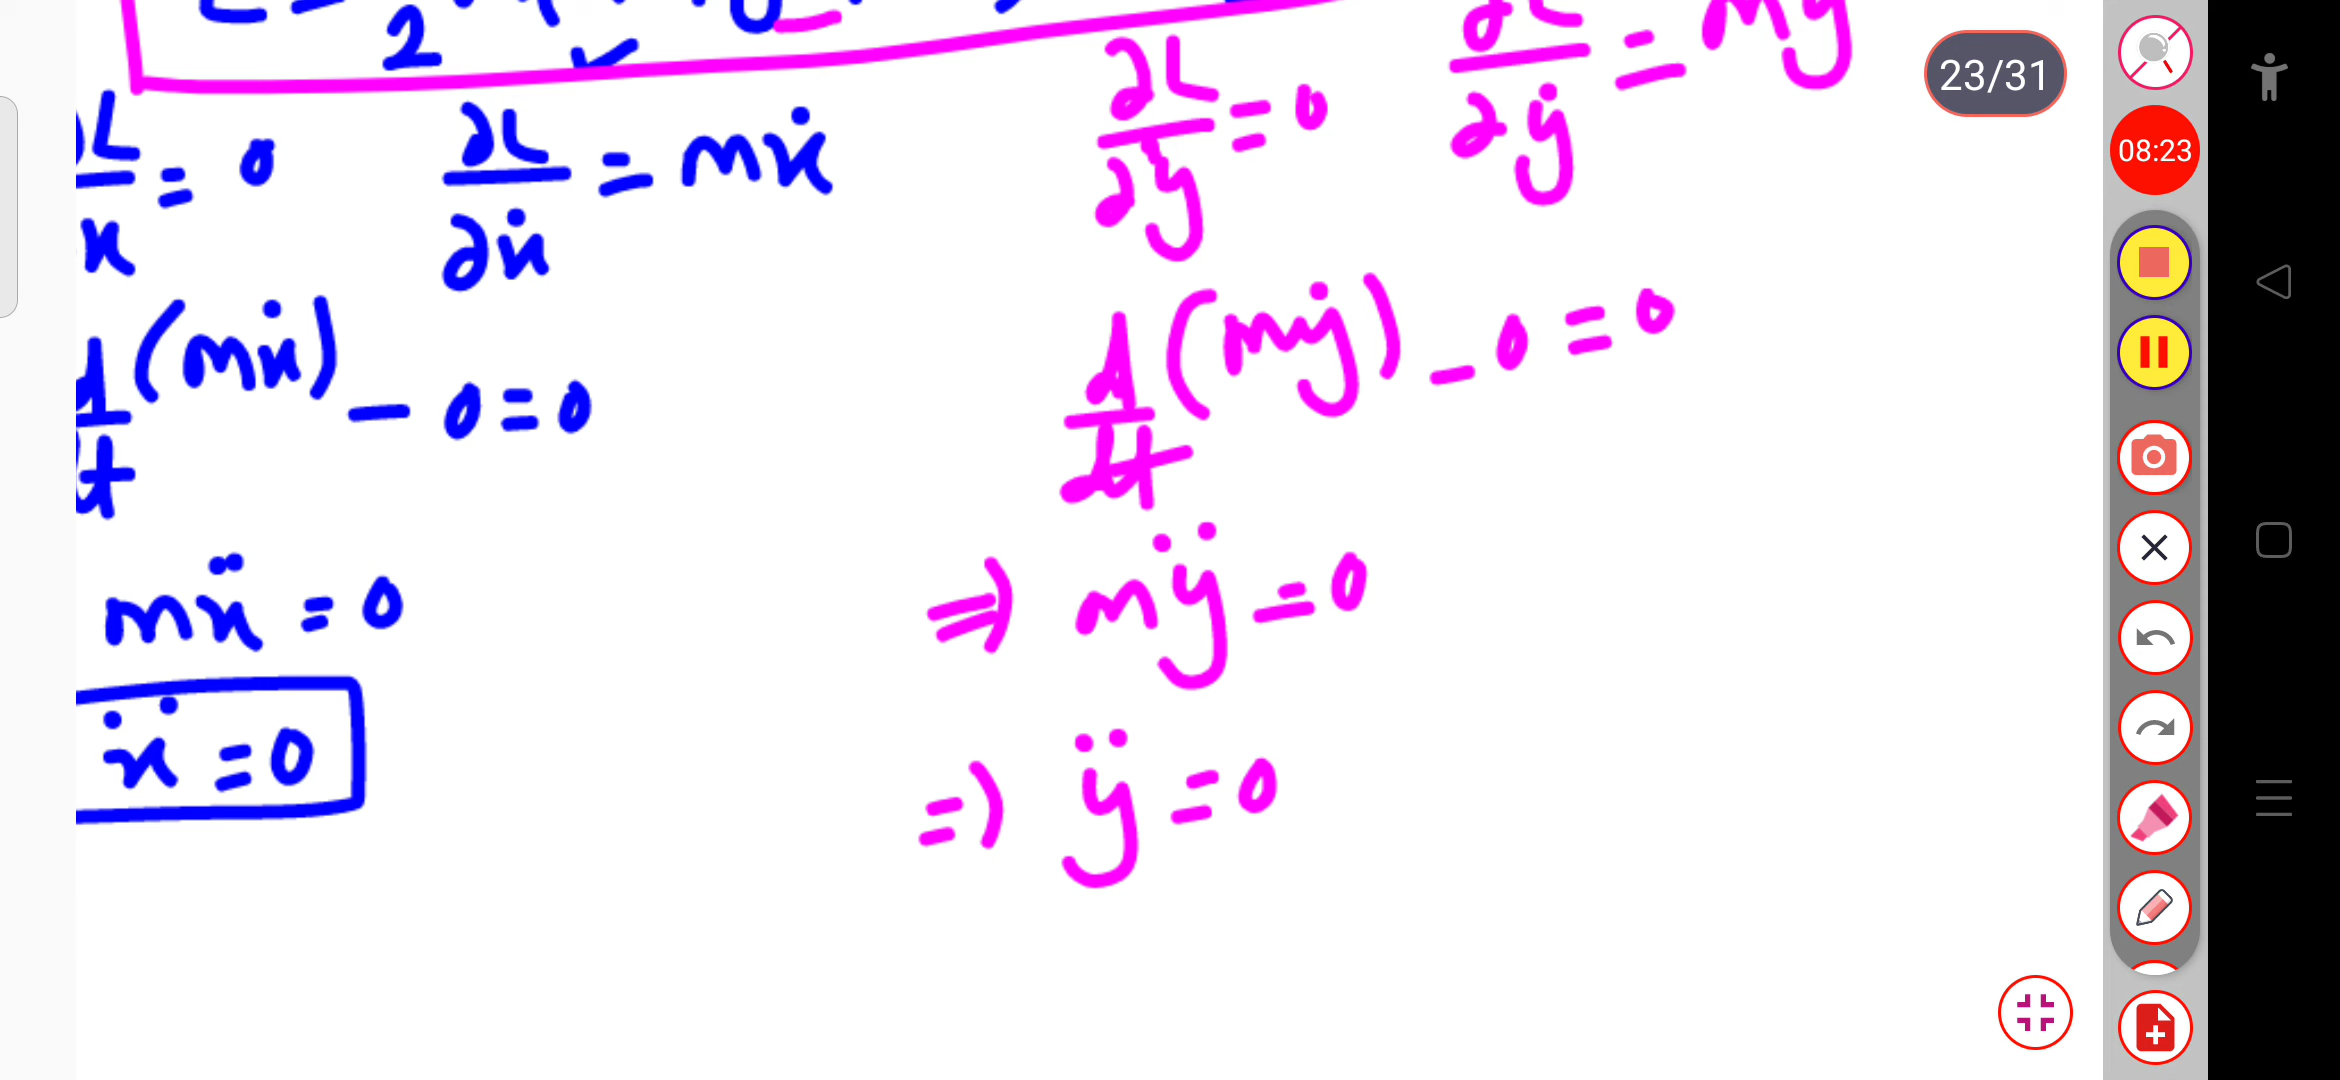 2
∂L/∂y = 0
∂L/∂ẏ = mẏ
23/31
08:23
∂L/x = 0
∂L/∂ẋ = mẋ
d/dt (mẋ) - 0 = 0
d/dt (mẏ) - 0 = 0
mẍ = 0
⇒ mÿ = 0
ẍ = 0
⇒ ÿ = 0